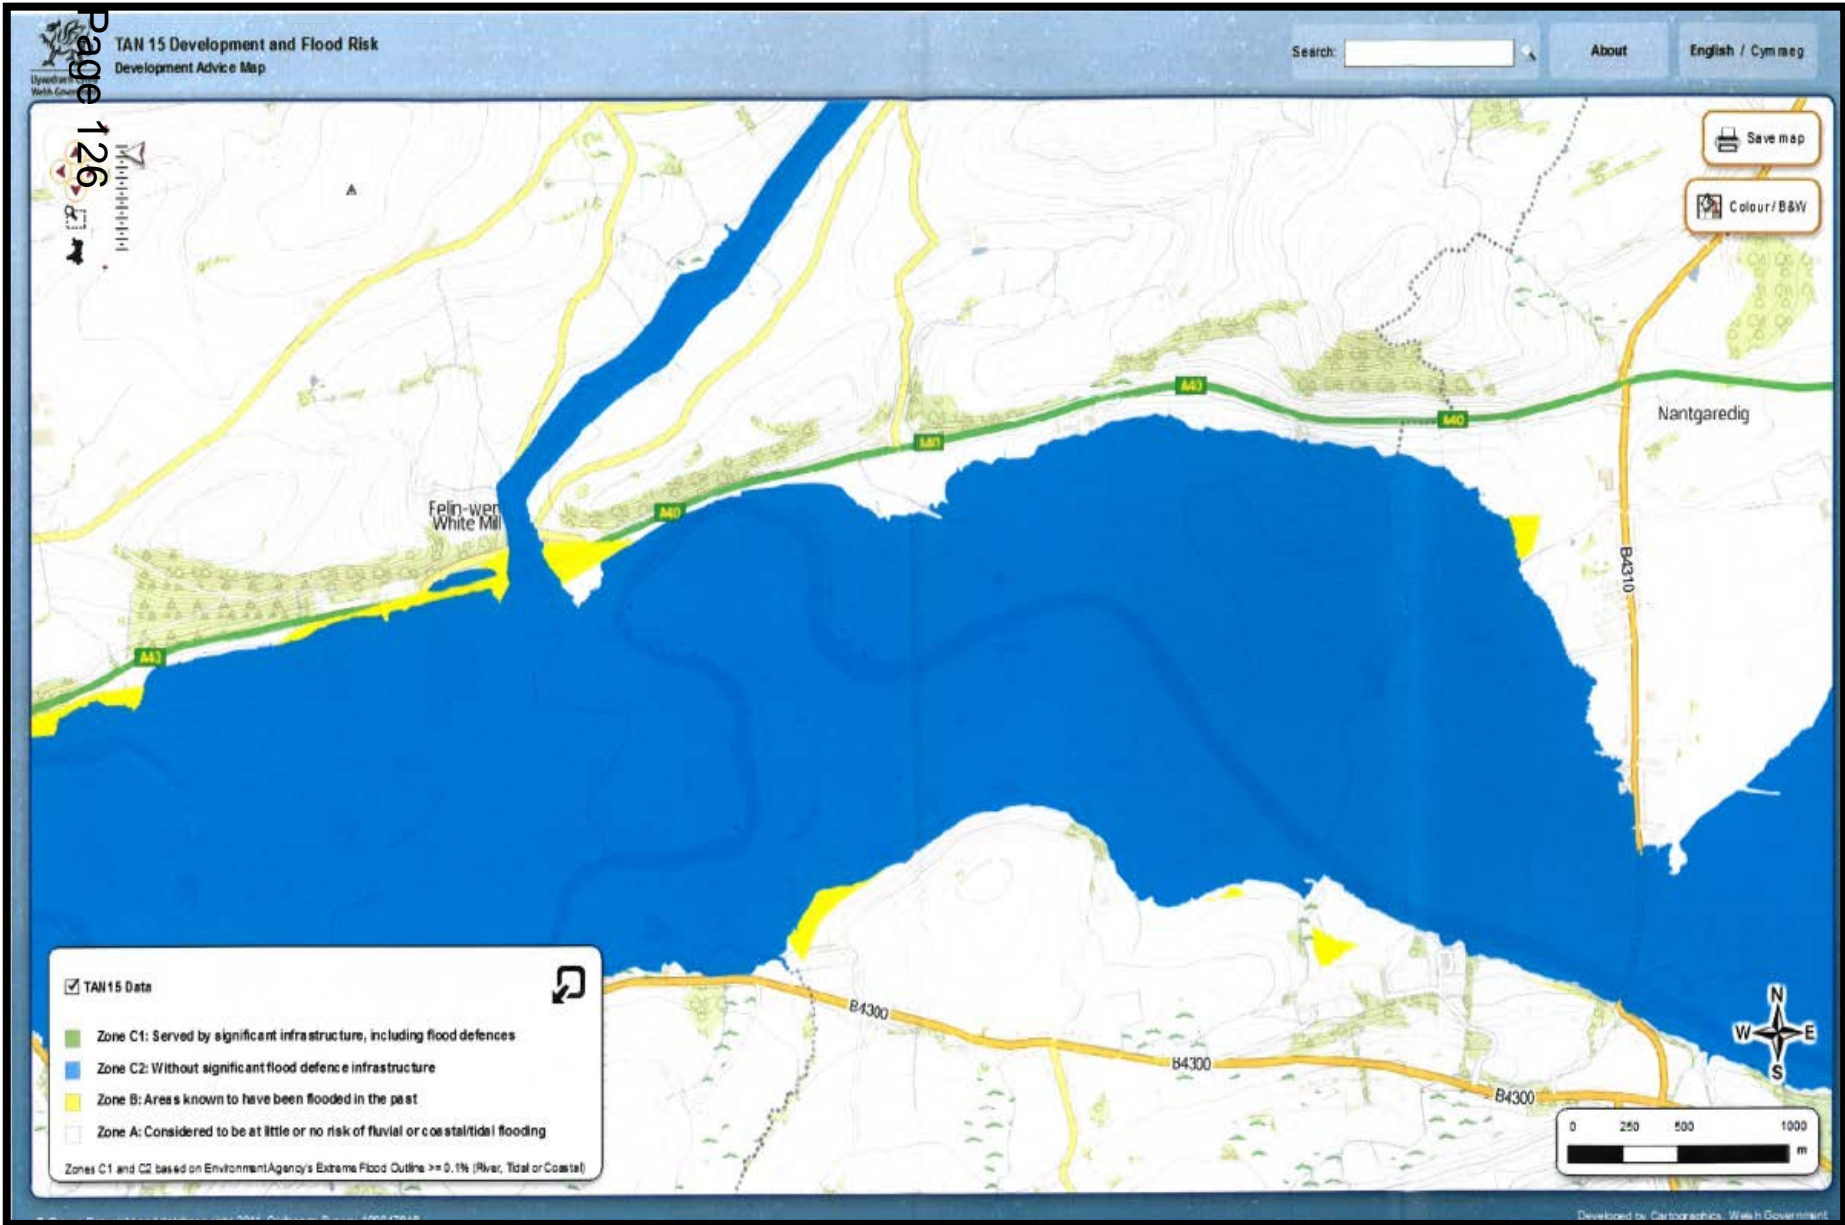 Page 126
TAN 15 Development and Flood Risk
Development Advice Map
Welsh
Search:
About
English / Cymraeg
Save map
Colour / B&W
A40
A40
A40
Nantgaredig
A40
Felin-wen
White Mill
A40
B4310
A40
B4300
B4300
B4300
TAN15 Data
Zone C1: Served by significant infrastructure, including flood defences
Zone C2: Without significant flood defence infrastructure
Zone B: Areas known to have been flooded in the past
Zone A: Considered to be at little or no risk of fluvial or coastal/tidal flooding
Zones C1 and C2 based on Environment Agency's Extreme Flood Outline >= 0.1% (River, Tidal or Coastal)
N
W E
S
0 250 500 1000
m
Developed by Cartographics, Welsh Government